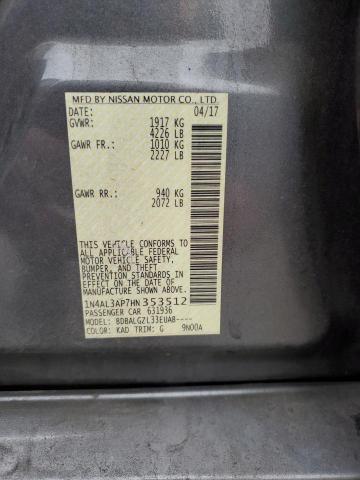 MFD BY NISSAN MOTOR CO., LTD
DATE: 04/17
GVWR: 1917 KG
4226 LB
GAWR FR.: 1010 KG
2227 LB
GAWR RR.: 940 KG
2072 LB
THIS VEHICLE CONFORMS
TO ALL APPLICABLE FEDERAL
MOTOR VEHICLE SAFETY,
BUMPER, AND THEFT
PREVENTION STANDARDS IN
EFFECT ON THE DATE OF
MANUFACTURE SHOWN ABOVE.
1N4AL3AP7HN353512
PASSENGER CAR 631936
MODEL: BDBALGZL33EUA8----
COLOR: KAD TRIM: G 9N00A